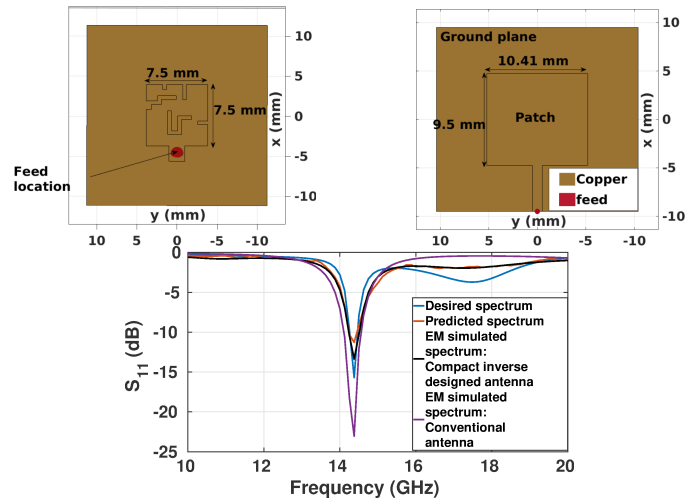 7.5 mm
7.5 mm
Feed
location
10
5
0
-5
-10
x (mm)
y (mm)
10 5 0 -5 -10
Ground plane
10.41 mm
9.5 mm
Patch
Copper
feed
10
5
0
-5
-10
x (mm)
y (mm)
10 5 0 -5 -10
0
-5
-10
-15
-20
-25
S11 (dB)
Desired spectrum
Predicted spectrum
EM simulated
spectrum:
Compact inverse
designed antenna
EM simulated
spectrum:
Conventional
antenna
10 12 14 16 18 20
Frequency (GHz)